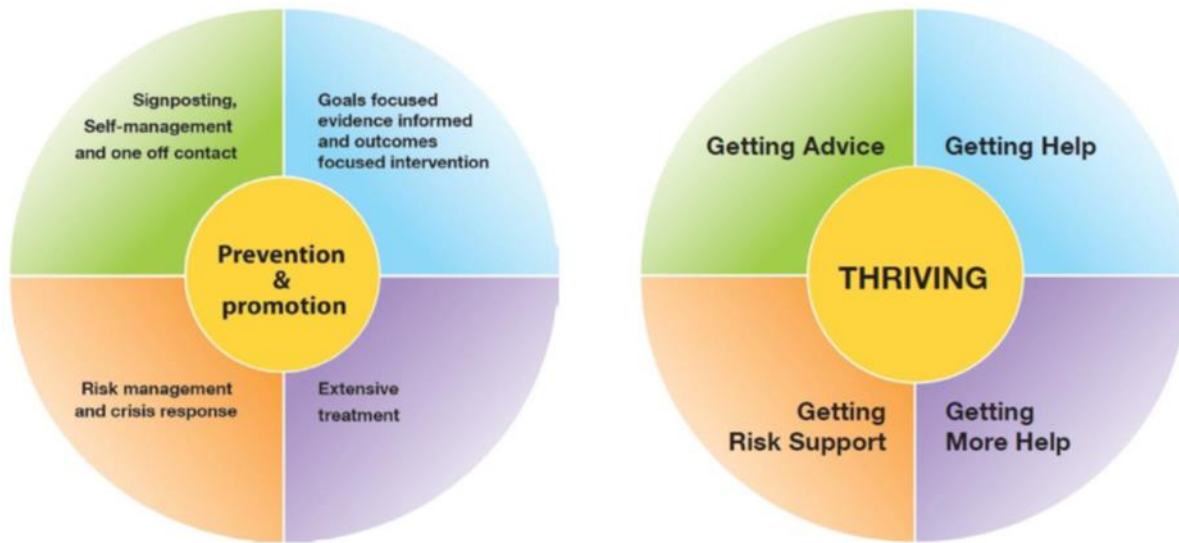 Signposting,
Self-management
and one off contact
Goals focused
evidence informed
and outcomes
focused intervention
Prevention
&
promotion
Risk management
and crisis response
Extensive
treatment
Getting Advice
Getting Help
THRIVING
Getting
Risk Support
Getting
More Help